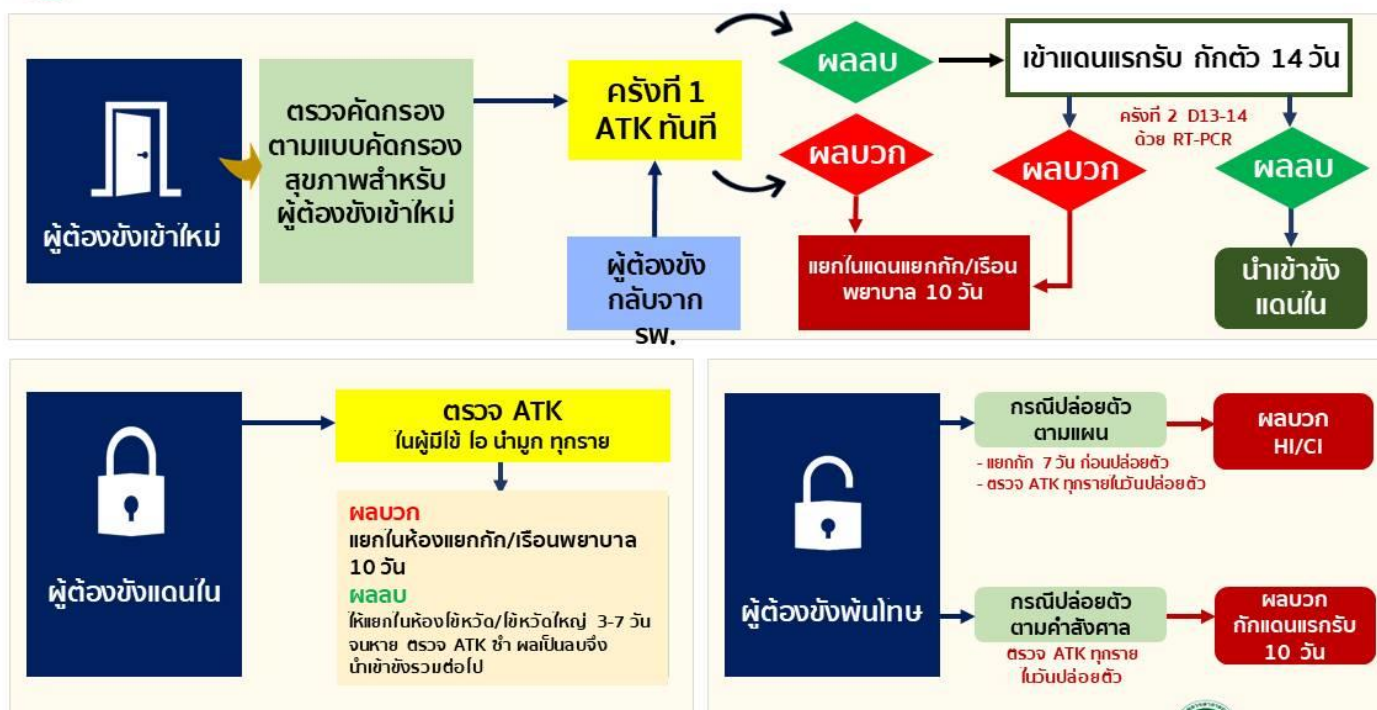 ผู้ต้องขังเข้าใหม่
ตรวจคัดกรอง
ตามแบบคัดกรอง
สุขภาพสำหรับ
ผู้ต้องขังเข้าใหม่
ครั้งที่ 1
ATK ทันที
ผู้ต้องขัง
กลับจาก
รพ.
ผลลบ
ผลบวก
เข้าแดนแรกรับ กักตัว 14 วัน
ครั้งที่ 2 D13-14
ด้วย RT-PCR
ผลบวก
ผลลบ
แยกในแดนแยกกัก/เรือน
พยาบาล 10 วัน
นำเข้าขัง
แดนใน
ผู้ต้องขังแดนใน
ตรวจ ATK
ในผู้มีไข้ ไอ น้ำมูก ทุกราย
ผลบวก
แยกในห้องแยกกัก/เรือนพยาบาล
10 วัน
ผลลบ
ให้แยกในห้องไข้หวัด/ไข้หวัดใหญ่ 3-7 วัน
จนหาย ตรวจ ATK ซ้ำ ผลเป็นลบจึง
นำเข้าขังรวมต่อไป
ผู้ต้องขังพ้นโทษ
กรณีปล่อยตัว
ตามแผน
- แยกกัก 7 วัน ก่อนปล่อยตัว
- ตรวจ ATK ทุกรายในวันปล่อยตัว
ผลบวก
HI/CI
กรณีปล่อยตัว
ตามคำสั่งศาล
ตรวจ ATK ทุกราย
ในวันปล่อยตัว
ผลบวก
กักแดนแรกรับ
10 วัน